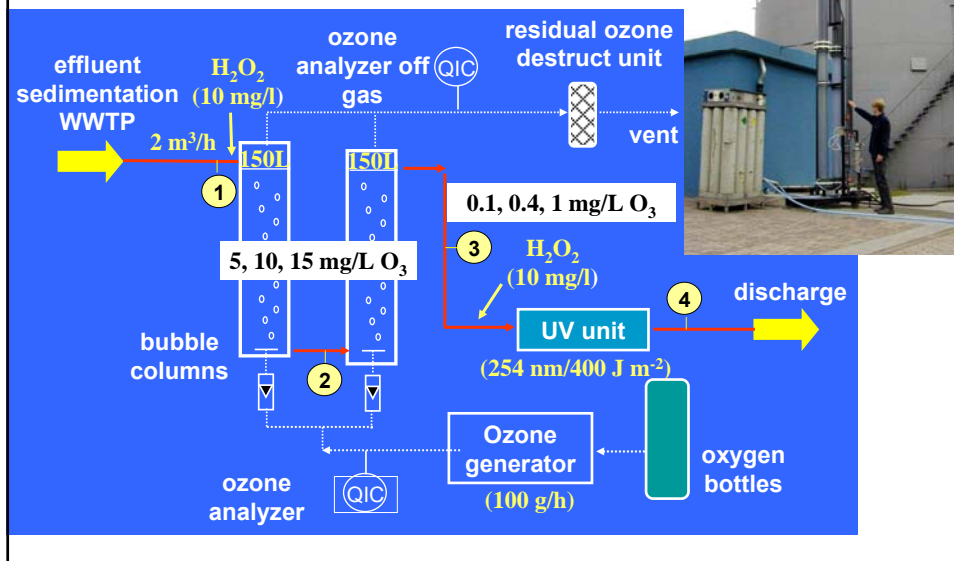 effluent
sedimentation
WWTP
H₂O₂
(10 mg/l)
2 m³/h
ozone
analyzer off
gas
QIC
residual ozone
destruct unit
vent
150L
150L
1
0.1, 0.4, 1 mg/L O₃
3
5, 10, 15 mg/L O₃
H₂O₂
(10 mg/l)
4
discharge
UV unit
(254 nm/400 J m⁻²)
bubble
columns
2
Ozone
generator
(100 g/h)
oxygen
bottles
ozone
analyzer
QIC